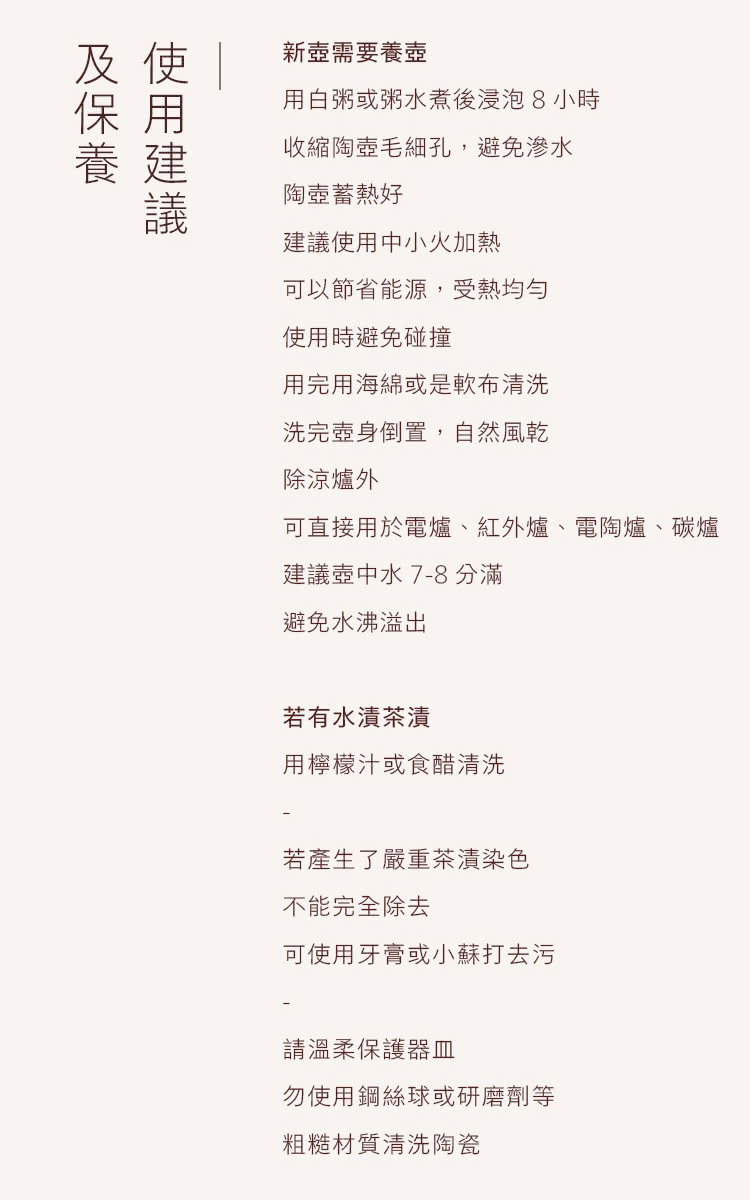 使用建議
及保養
新壺需要養壺
用白粥或粥水煮後浸泡 8 小時
收縮陶壺毛細孔，避免滲水
陶壺蓄熱好
建議使用中小火加熱
可以節省能源，受熱均勻
使用時避免碰撞
用完用海綿或是軟布清洗
洗完壺身倒置，自然風乾
除涼爐外
可直接用於電爐、紅外爐、電陶爐、碳爐
建議壺中水 7-8 分滿
避免水沸溢出
若有水漬茶漬
用檸檬汁或食醋清洗
-
若產生了嚴重茶漬染色
不能完全除去
可使用牙膏或小蘇打去污
-
請溫柔保護器皿
勿使用鋼絲球或研磨劑等
粗糙材質清洗陶瓷